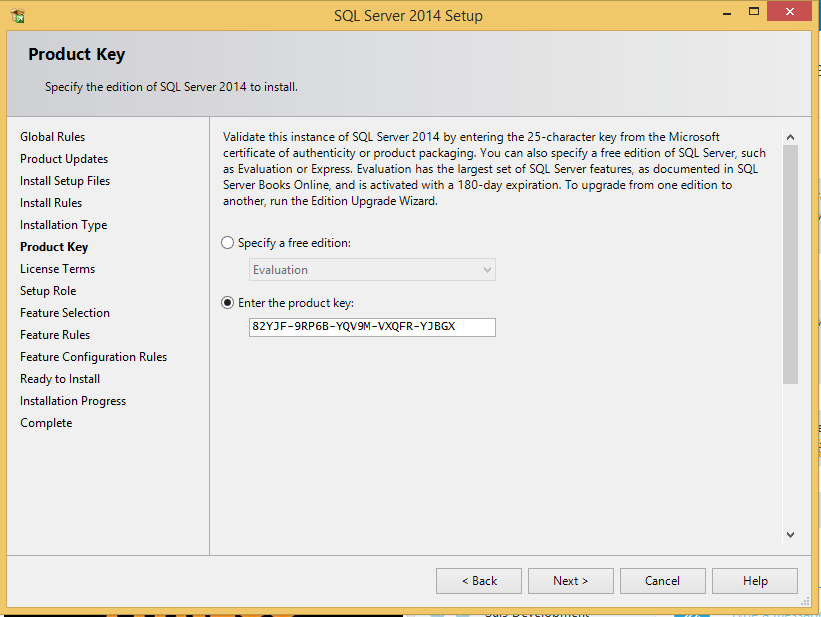 SQL Server 2014 Setup
Product Key
Specify the edition of SQL Server 2014 to install.
Global Rules
Product Updates
Install Setup Files
Install Rules
Installation Type
Product Key
License Terms
Setup Role
Feature Selection
Feature Rules
Feature Configuration Rules
Ready to Install
Installation Progress
Complete
Validate this instance of SQL Server 2014 by entering the 25-character key from the Microsoft
certificate of authenticity or product packaging. You can also specify a free edition of SQL Server, such
as Evaluation or Express. Evaluation has the largest set of SQL Server features, as documented in SQL
Server Books Online, and is activated with a 180-day expiration. To upgrade from one edition to
another, run the Edition Upgrade Wizard.
Specify a free edition:
Evaluation
Enter the product key:
82YJF-9RP6B-YQV9M-VXQFR-YJBGX
< Back
Next >
Cancel
Help